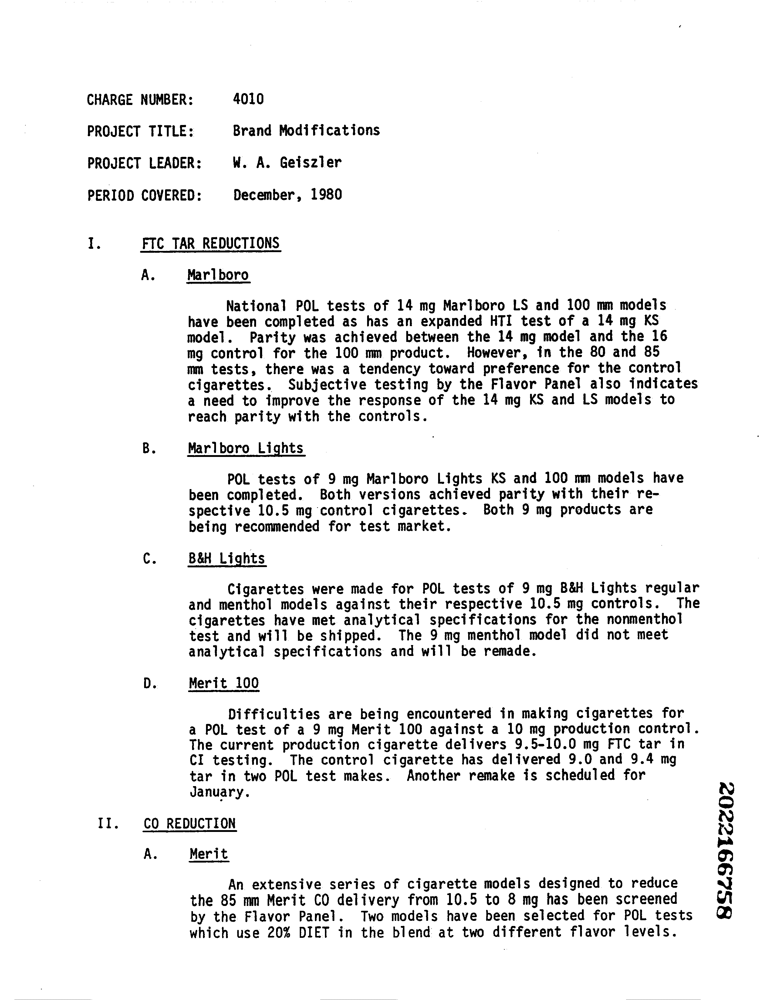 CHARGE NUMBER: 4010
PROJECT TITLE: Brand Modifications
PROJECT LEADER: W. A. Geiszler
PERIOD COVERED: December, 1980
I. FTC TAR REDUCTIONS
A. Marlboro
National POL tests of 14 mg Marlboro LS and 100 mm models
have been completed as has an expanded HTI test of a 14 mg KS
model. Parity was achieved between the 14 mg model and the 16
mg control for the 100 mm product. However, in the 80 and 85
mm tests, there was a tendency toward preference for the control
cigarettes. Subjective testing by the Flavor Panel also indicates
a need to improve the response of the 14 mg KS and LS models to
reach parity with the controls.
B. Marlboro Lights
POL tests of 9 mg Marlboro Lights KS and 100 mm models have
been completed. Both versions achieved parity with their re-
spective 10.5 mg control cigarettes. Both 9 mg products are
being recommended for test market.
C. B&H Lights
Cigarettes were made for POL tests of 9 mg B&H Lights regular
and menthol models against their respective 10.5 mg controls. The
cigarettes have met analytical specifications for the nonmenthol
test and will be shipped. The 9 mg menthol model did not meet
analytical specifications and will be remade.
D. Merit 100
Difficulties are being encountered in making cigarettes for
a POL test of a 9 mg Merit 100 against a 10 mg production control.
The current production cigarette delivers 9.5-10.0 mg FTC tar in
CI testing. The control cigarette has delivered 9.0 and 9.4 mg
tar in two POL test makes. Another remake is scheduled for
January.
II. CO REDUCTION
A. Merit
An extensive series of cigarette models designed to reduce
the 85 mm Merit CO delivery from 10.5 to 8 mg has been screened
by the Flavor Panel. Two models have been selected for POL tests
which use 20% DIET in the blend at two different flavor levels.
2022166758